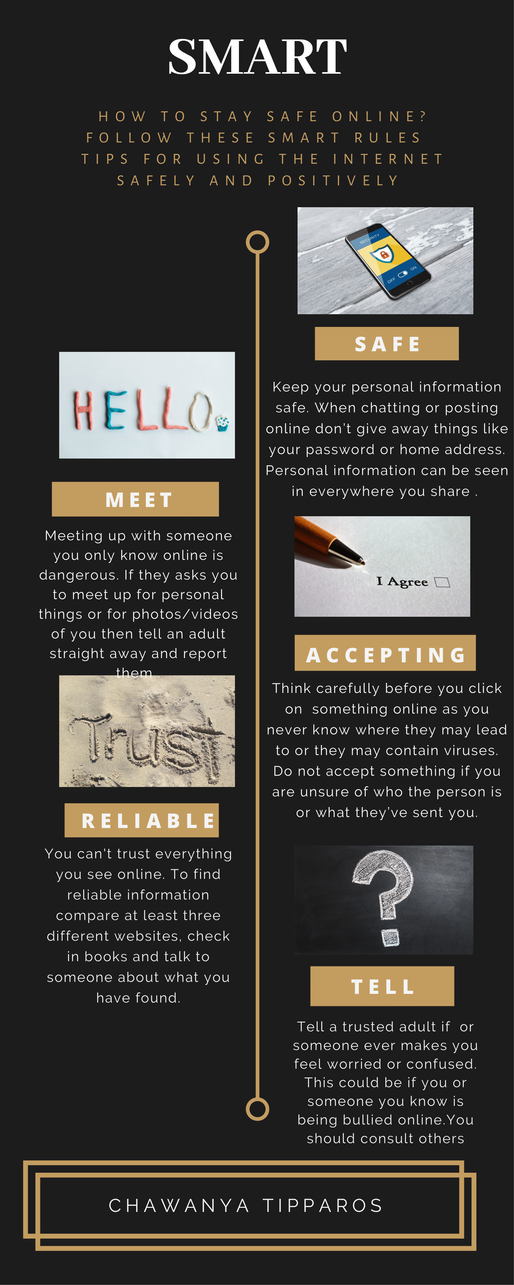 SMART
HOW TO STAY SAFE ONLINE?
FOLLOW THESE SMART RULES
TIPS FOR USING THE INTERNET
SAFELY AND POSITIVELY
SECURITY
OFF ON
SAFE
Keep your personal information
safe. When chatting or posting
online don't give away things like
your password or home address.
Personal information can be seen
in everywhere you share .
HELLO
MEET
Meeting up with someone
you only know online is
dangerous. If they asks you
to meet up for personal
things or for photos/videos
of you then tell an adult
straight away and report
them
I Agree
ACCEPTING
Think carefully before you click
on something online as you
never know where they may lead
to or they may contain viruses.
Do not accept something if you
are unsure of who the person is
or what they've sent you.
Trust
RELIABLE
You can't trust everything
you see online. To find
reliable information
compare at least three
different websites, check
in books and talk to
someone about what you
have found.
?
TELL
Tell a trusted adult if or
someone ever makes you
feel worried or confused.
This could be if you or
someone you know is
being bullied online.You
should consult others
CHAWANYA TIPPAROS